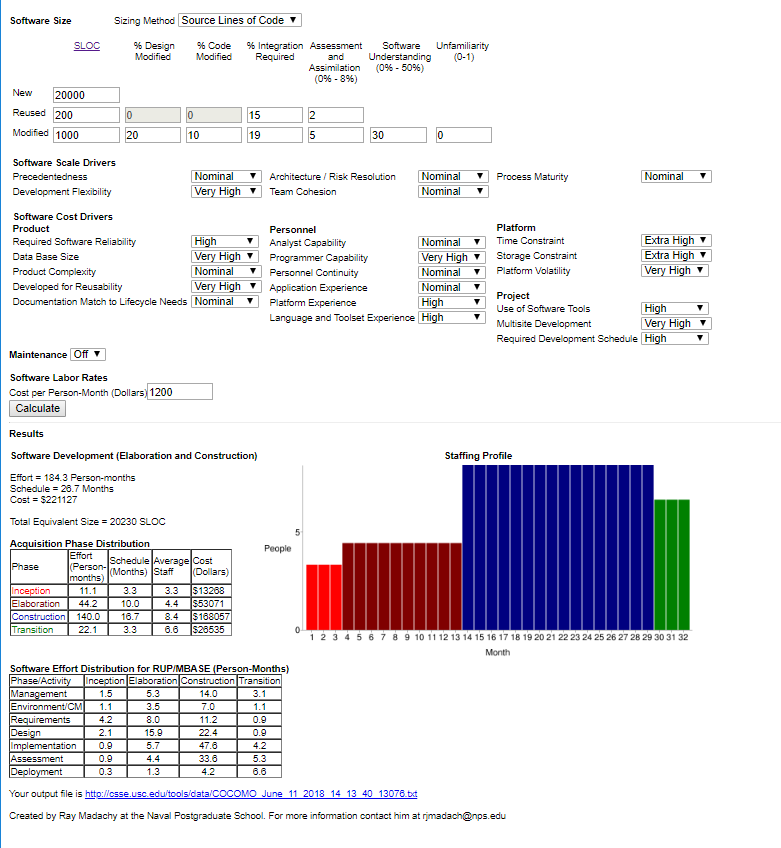 Software Size Sizing Method Source Lines of Code ▼
SLOC % Design Modified % Code Modified % Integration Required Assessment and Assimilation (0% - 8%) Software Understanding (0% - 50%) Unfamiliarity (0-1)
New 20000
Reused 200 0 0 15 2
Modified 1000 20 10 19 5 30 0
Software Scale Drivers
Precedentedness Nominal ▼ Architecture / Risk Resolution Nominal ▼ Process Maturity Nominal ▼
Development Flexibility Very High ▼ Team Cohesion Nominal ▼
Software Cost Drivers
Product
Required Software Reliability High ▼
Data Base Size Very High ▼
Product Complexity Nominal ▼
Developed for Reusability Very High ▼
Documentation Match to Lifecycle Needs Nominal ▼
Personnel
Analyst Capability Nominal ▼
Programmer Capability Very High ▼
Personnel Continuity Nominal ▼
Application Experience Nominal ▼
Platform Experience High ▼
Language and Toolset Experience High ▼
Platform
Time Constraint Extra High ▼
Storage Constraint Extra High ▼
Platform Volatility Very High ▼
Project
Use of Software Tools High ▼
Multisite Development Very High ▼
Required Development Schedule High ▼
Maintenance Off ▼
Software Labor Rates
Cost per Person-Month (Dollars) 1200
Calculate
Results
Software Development (Elaboration and Construction)
Effort = 184.3 Person-months
Schedule = 26.7 Months
Cost = $221127
Total Equivalent Size = 20230 SLOC
Acquisition Phase Distribution
Phase Effort (Person-months) Schedule (Months) Average Staff Cost (Dollars)
Inception 11.1 3.3 3.3 $13268
Elaboration 44.2 10.0 4.4 $53071
Construction 140.0 16.7 8.4 $168057
Transition 22.1 3.3 6.6 $26535
Staffing Profile
5
People
0
1 2 3 4 5 6 7 8 9 10 11 12 13 14 15 16 17 18 19 20 21 22 23 24 25 26 27 28 29 30 31 32
Month
Software Effort Distribution for RUP/MBASE (Person-Months)
Phase/Activity Inception Elaboration Construction Transition
Management 1.5 5.3 14.0 3.1
Environment/CM 1.1 3.5 7.0 1.1
Requirements 4.2 8.0 11.2 0.9
Design 2.1 15.9 22.4 0.9
Implementation 0.9 5.7 47.6 4.2
Assessment 0.9 4.4 33.6 5.3
Deployment 0.3 1.3 4.2 6.6
Your output file is http://csse.usc.edu/tools/data/COCOMO_June_11_2018_14_13_40_13076.txt
Created by Ray Madachy at the Naval Postgraduate School. For more information contact him at rjmadach@nps.edu